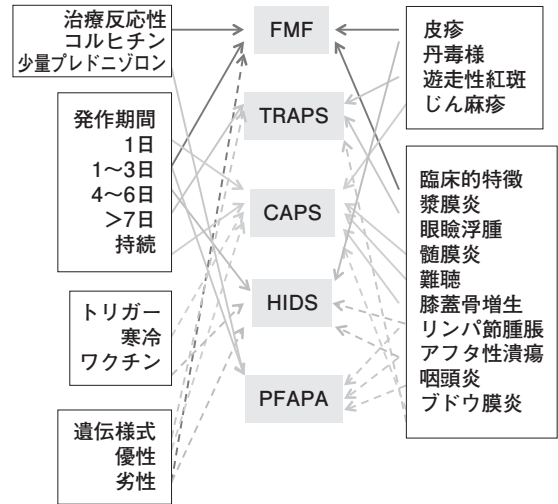 治療反応性
コルヒチン
少量プレドニゾロン
発作期間
1日
1〜3日
4〜6日
>7日
持続
トリガー
寒冷
ワクチン
遺伝様式
優性
劣性
FMF
TRAPS
CAPS
HIDS
PFAPA
皮疹
丹毒様
遊走性紅斑
じん麻疹
臨床的特徴
漿膜炎
眼瞼浮腫
髄膜炎
難聴
膝蓋骨増生
リンパ節腫脹
アフタ性潰瘍
咽頭炎
ブドウ膜炎